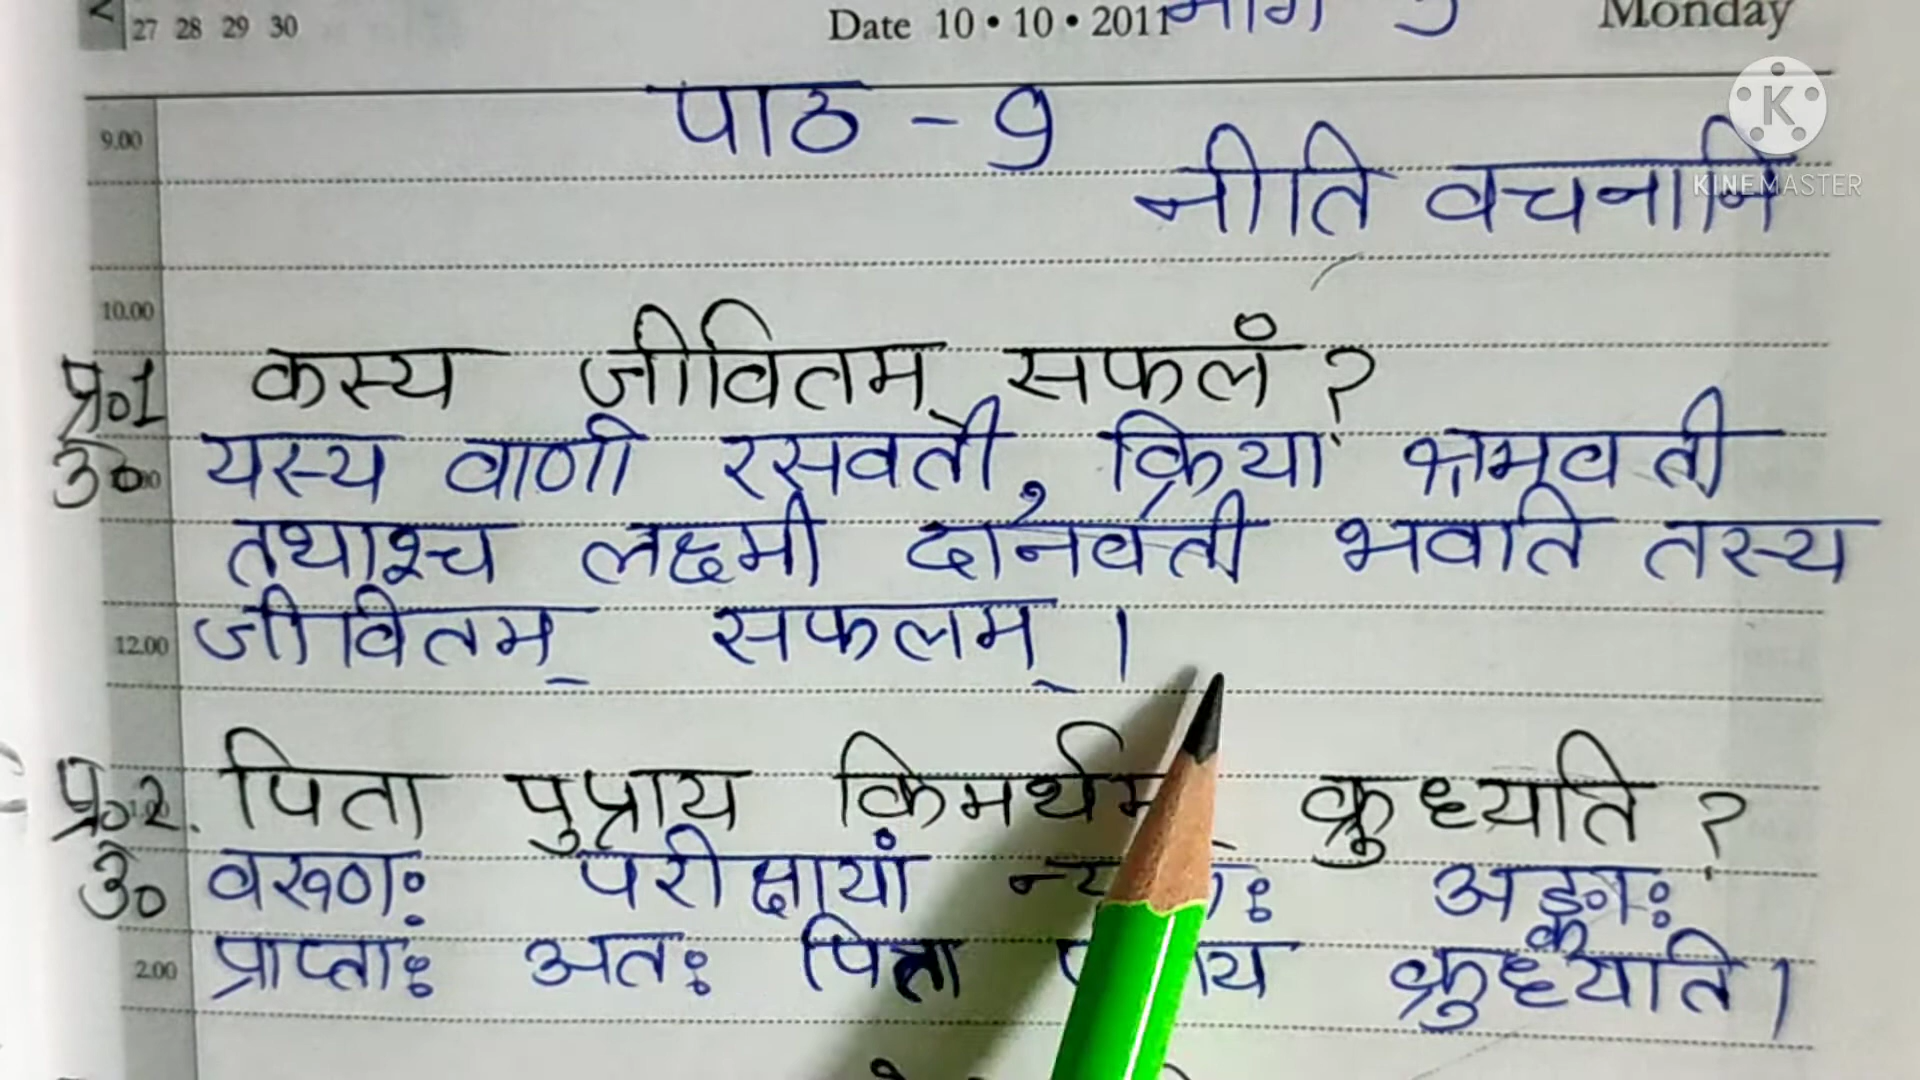 27 28 29 30
Date 10 • 10 • 2011 भाग
Monday
K
KINEMASTER
पाठ - 9
नीति वचनानि
9.00
10.00
प्र०1 कस्य जीवितम् सफलं ?
उ० यस्य वाणी रसवती, क्रिया क्षमवती
तथाश्च लक्ष्मी दानवती भवति तस्य
12.00 जीवितम् सफलम् ।
प्र०2. पिता पुत्राय किमर्थम् क्रुध्यति ?
उ० वरुणः परीक्षायां अङ्काः
2.00 प्राप्ताः अतः पिता क्रुध्यति ।